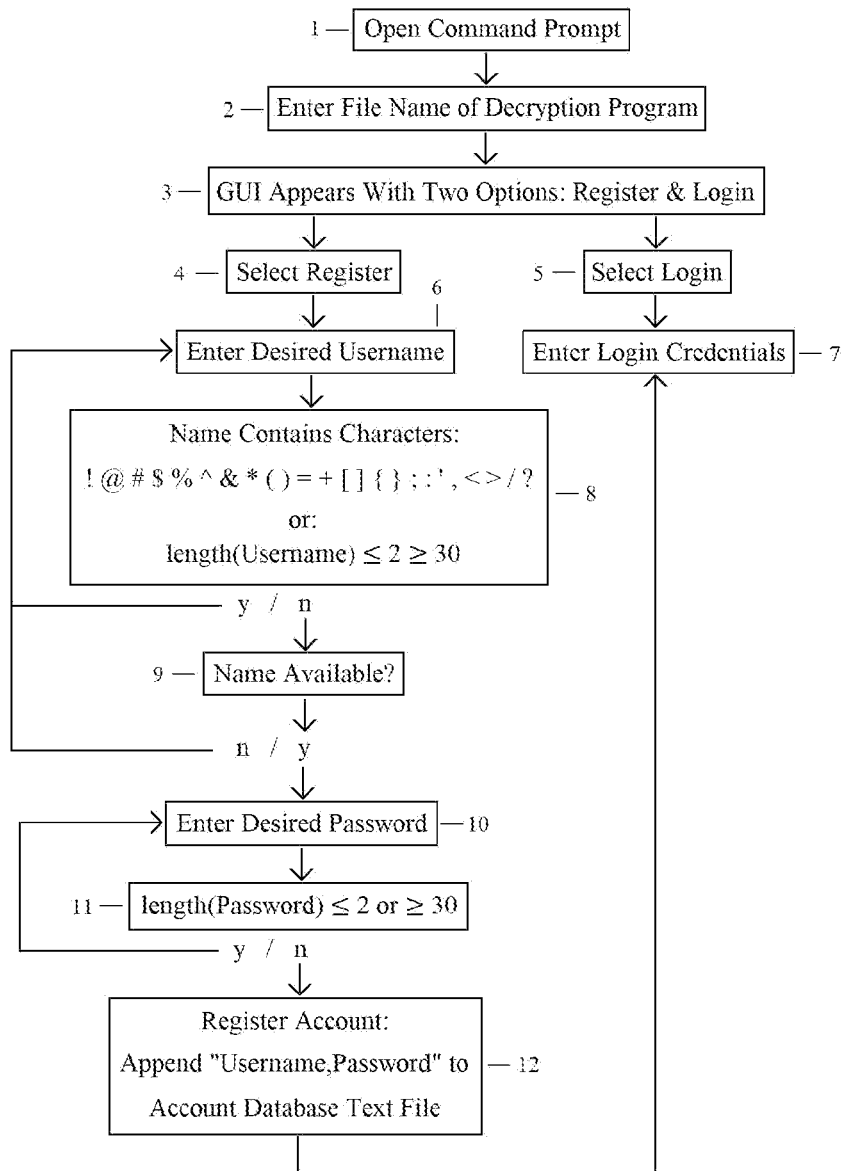 1 — Open Command Prompt
2 — Enter File Name of Decryption Program
3 — GUI Appears With Two Options: Register & Login
4 — Select Register
5 — Select Login
6
Enter Desired Username
Enter Login Credentials — 7
Name Contains Characters:
! @ # $ % ^ & * ( ) = + [ ] { } ; : ' , < > / ?
— 8
or:
length(Username) ≤ 2 ≥ 30
y / n
9 — Name Available?
n / y
Enter Desired Password — 10
11 — length(Password) ≤ 2 or ≥ 30
y / n
Register Account:
Append "Username,Password" to — 12
Account Database Text File